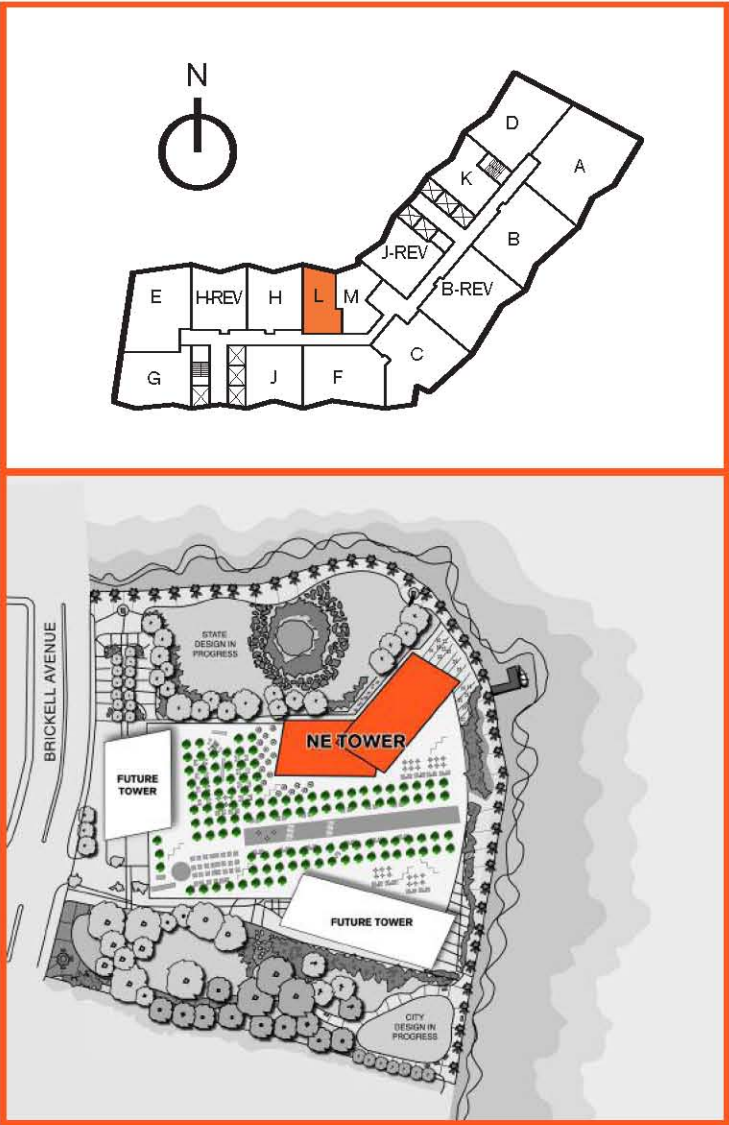 N
D
A
K
B
J-REV
B-REV
E
H-REV
H
L
M
C
G
J
F
BRICKELL AVENUE
STATE
DESIGN IN
PROGRESS
NE TOWER
FUTURE
TOWER
FUTURE TOWER
CITY
DESIGN IN
PROGRESS